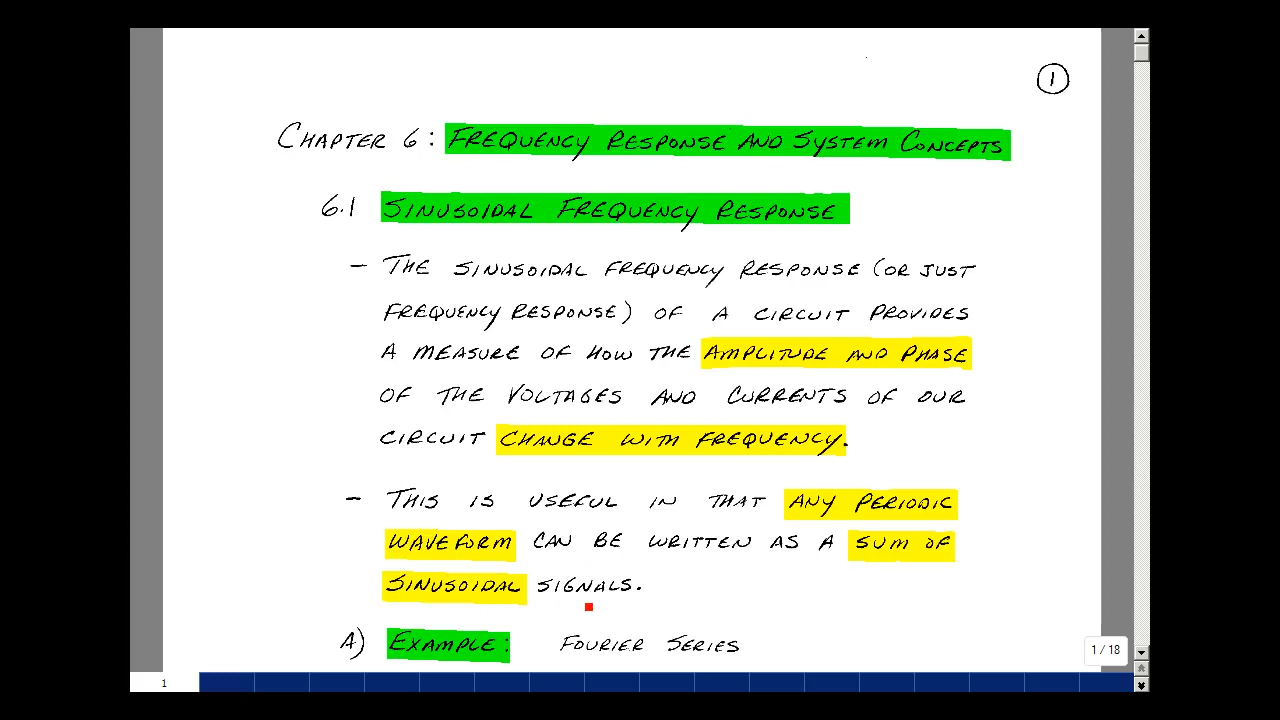 1
CHAPTER 6: FREQUENCY RESPONSE AND SYSTEM CONCEPTS
6.1 SINUSOIDAL FREQUENCY RESPONSE
- THE SINUSOIDAL FREQUENCY RESPONSE (OR JUST
FREQUENCY RESPONSE) OF A CIRCUIT PROVIDES
A MEASURE OF HOW THE AMPLITUDE AND PHASE
OF THE VOLTAGES AND CURRENTS OF OUR
CIRCUIT CHANGE WITH FREQUENCY.
- THIS IS USEFUL IN THAT ANY PERIODIC
WAVEFORM CAN BE WRITTEN AS A SUM OF
SINUSOIDAL SIGNALS.
A) EXAMPLE: FOURIER SERIES
1 / 18
1